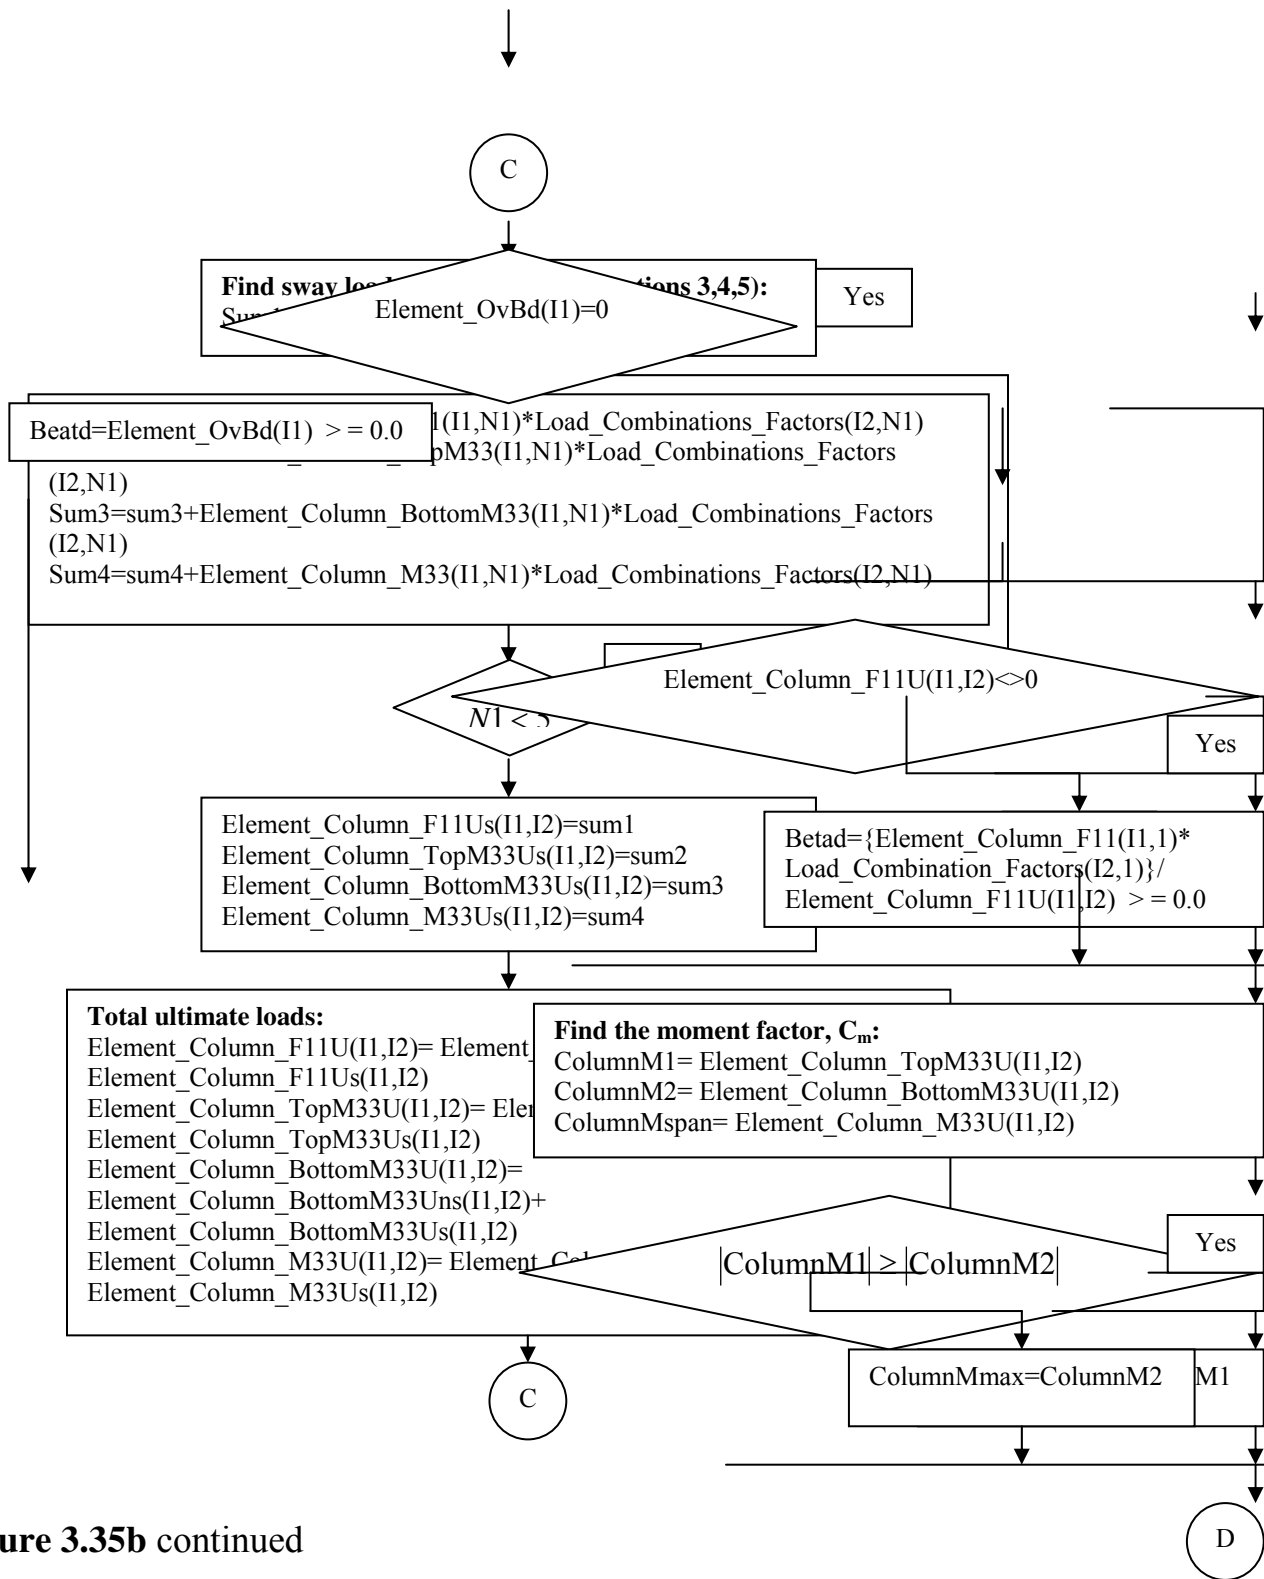 C
Find sway loa
tions 3,4,5):
Element_OvBd(I1)=0
Yes
Beatd=Element_OvBd(I1) > = 0.0
1(I1,N1)*Load_Combinations_Factors(I2,N1)
pM33(I1,N1)*Load_Combinations_Factors
(I2,N1)
Sum3=sum3+Element_Column_BottomM33(I1,N1)*Load_Combinations_Factors
(I2,N1)
Sum4=sum4+Element_Column_M33(I1,N1)*Load_Combinations_Factors(I2,N1)
Element_Column_F11U(I1,I2)<>0
N1 < 5
Yes
Element_Column_F11Us(I1,I2)=sum1
Element_Column_TopM33Us(I1,I2)=sum2
Element_Column_BottomM33Us(I1,I2)=sum3
Element_Column_M33Us(I1,I2)=sum4
Betad={Element_Column_F11(I1,1)*
Load_Combination_Factors(I2,1)}/
Element_Column_F11U(I1,I2) > = 0.0
Total ultimate loads:
Element_Column_F11U(I1,I2)= Element_
Element_Column_F11Us(I1,I2)
Element_Column_TopM33U(I1,I2)= Elem
Element_Column_TopM33Us(I1,I2)
Element_Column_BottomM33U(I1,I2)=
Element_Column_BottomM33Uns(I1,I2)+
Element_Column_BottomM33Us(I1,I2)
Element_Column_M33U(I1,I2)= Element_Col
Element_Column_M33Us(I1,I2)
Find the moment factor, Cm:
ColumnM1= Element_Column_TopM33U(I1,I2)
ColumnM2= Element_Column_BottomM33U(I1,I2)
ColumnMspan= Element_Column_M33U(I1,I2)
|ColumnM1| > |ColumnM2|
Yes
ColumnMmax=ColumnM2
M1
C
D
ure 3.35b continued